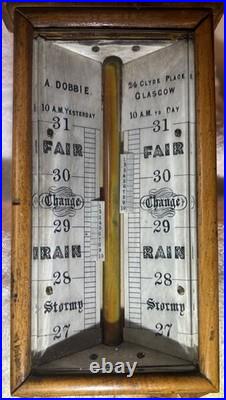 A. DOBBIE.
10 A.M. YESTERDAY
31
FAIR
30
Change
29
RAIN
28
Stormy
27
24 CLYDE PLACE
GLASGOW
10 A.M. TO DAY
31
FAIR
30
Change
29
RAIN
28
Stormy
27